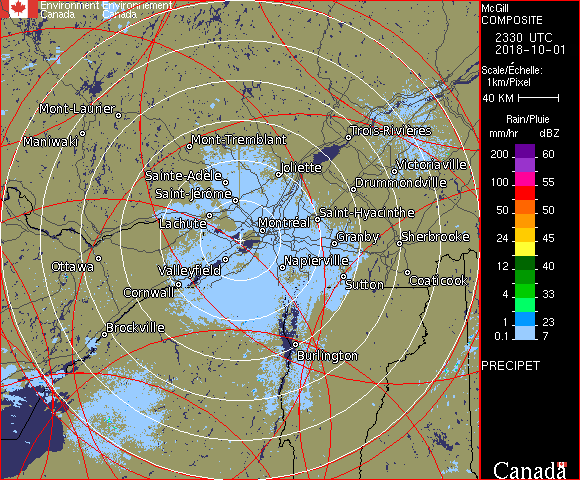 Environment Environnement
Canada Canada
McGill
COMPOSITE
2330 UTC
2018-10-01
Scale/Échelle:
1km/Pixel
40 KM
Rain/Pluie
mm/hr dBZ
200 60
100 55
50 50
24 45
12 40
4 33
1 23
0.1 7
PRECIPET
Canada
Mont-Laurier
Maniwaki
Mont-Tremblant
Trois-Rivières
Joliette
Victoriaville
Sainte-Adèle
Drummondville
Saint-Jérôme
Saint-Hyacinthe
Lachute
Montréal
Granby
Sherbrooke
Ottawa
Valleyfield
Napierville
Cornwall
Sutton
Coaticook
Brockville
Burlington